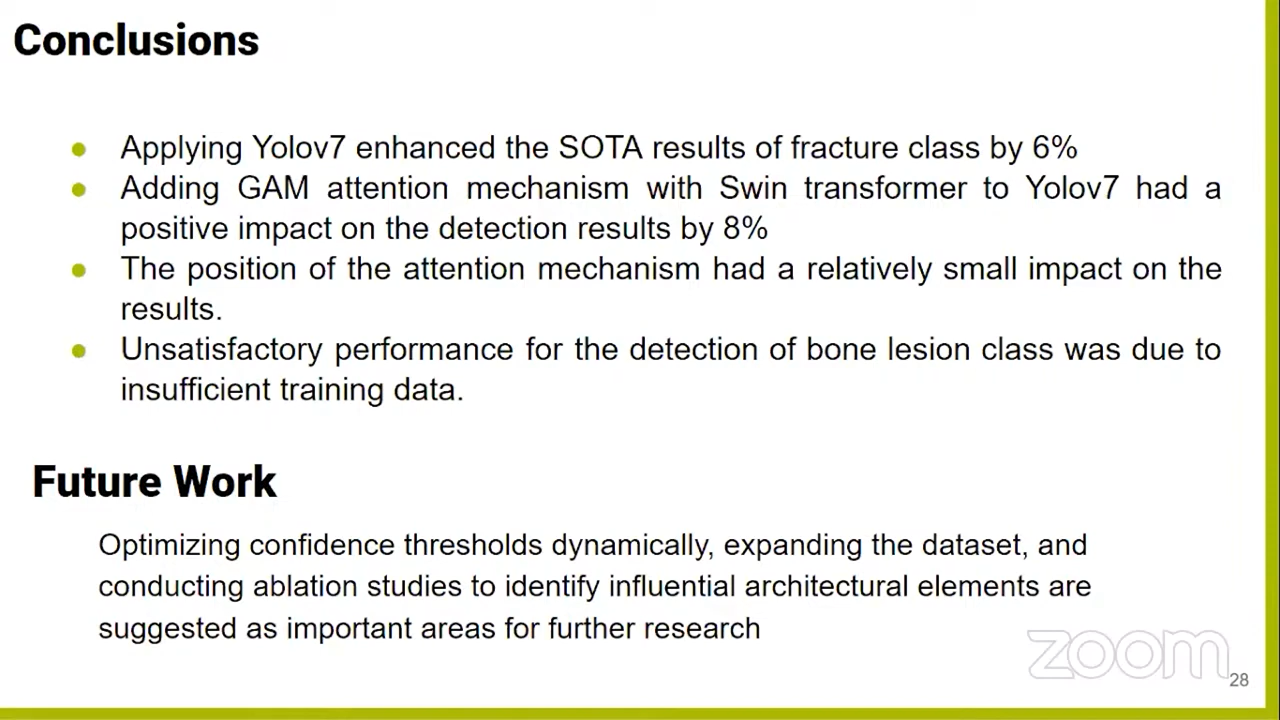 Conclusions
● Applying Yolov7 enhanced the SOTA results of fracture class by 6%
● Adding GAM attention mechanism with Swin transformer to Yolov7 had a
positive impact on the detection results by 8%
● The position of the attention mechanism had a relatively small impact on the
results.
● Unsatisfactory performance for the detection of bone lesion class was due to
insufficient training data.
Future Work
Optimizing confidence thresholds dynamically, expanding the dataset, and
conducting ablation studies to identify influential architectural elements are
suggested as important areas for further research
zoom
28